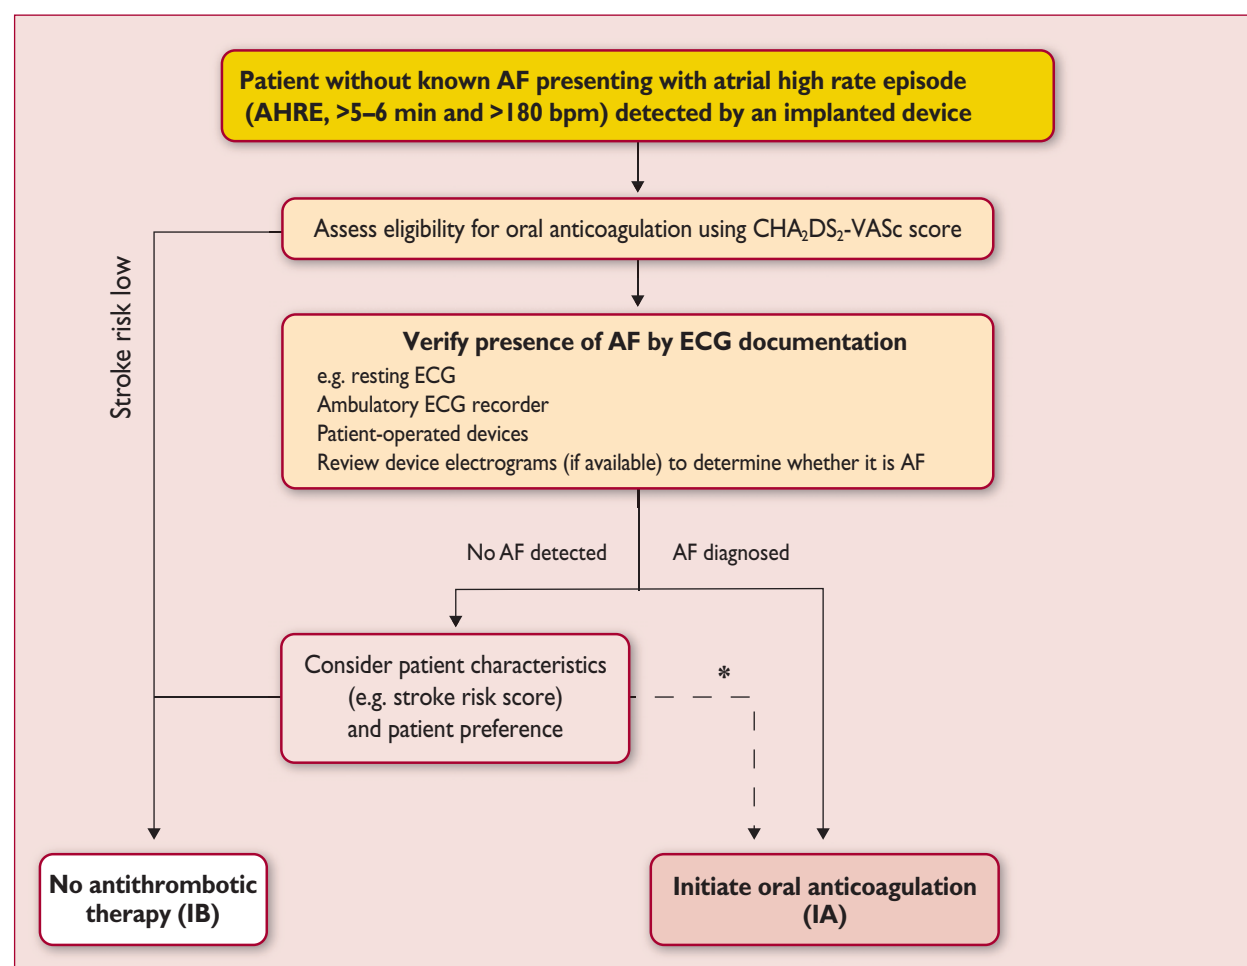 Patient without known AF presenting with atrial high rate episode
(AHRE, >5–6 min and >180 bpm) detected by an implanted device
Assess eligibility for oral anticoagulation using CHA₂DS₂-VASc score
Stroke risk low
Verify presence of AF by ECG documentation
e.g. resting ECG
Ambulatory ECG recorder
Patient-operated devices
Review device electrograms (if available) to determine whether it is AF
No AF detected
AF diagnosed
Consider patient characteristics
(e.g. stroke risk score)
and patient preference
*
No antithrombotic
therapy (IB)
Initiate oral anticoagulation
(IA)